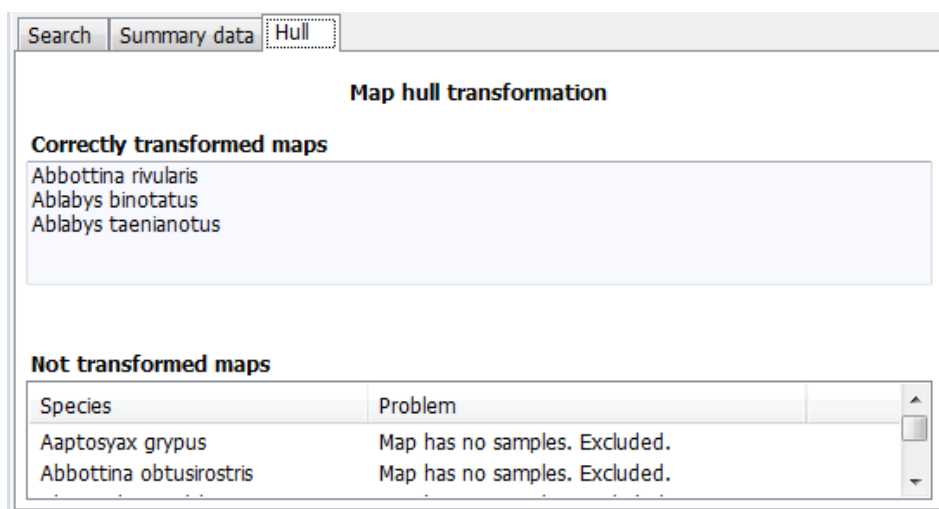 Search Summary data Hull
Map hull transformation
Correctly transformed maps
Abbottina rivularis
Ablabys binotatus
Ablabys taenianotus
Not transformed maps
Species Problem
Aaptosyax grypus Map has no samples. Excluded.
Abbottina obtusirostris Map has no samples. Excluded.